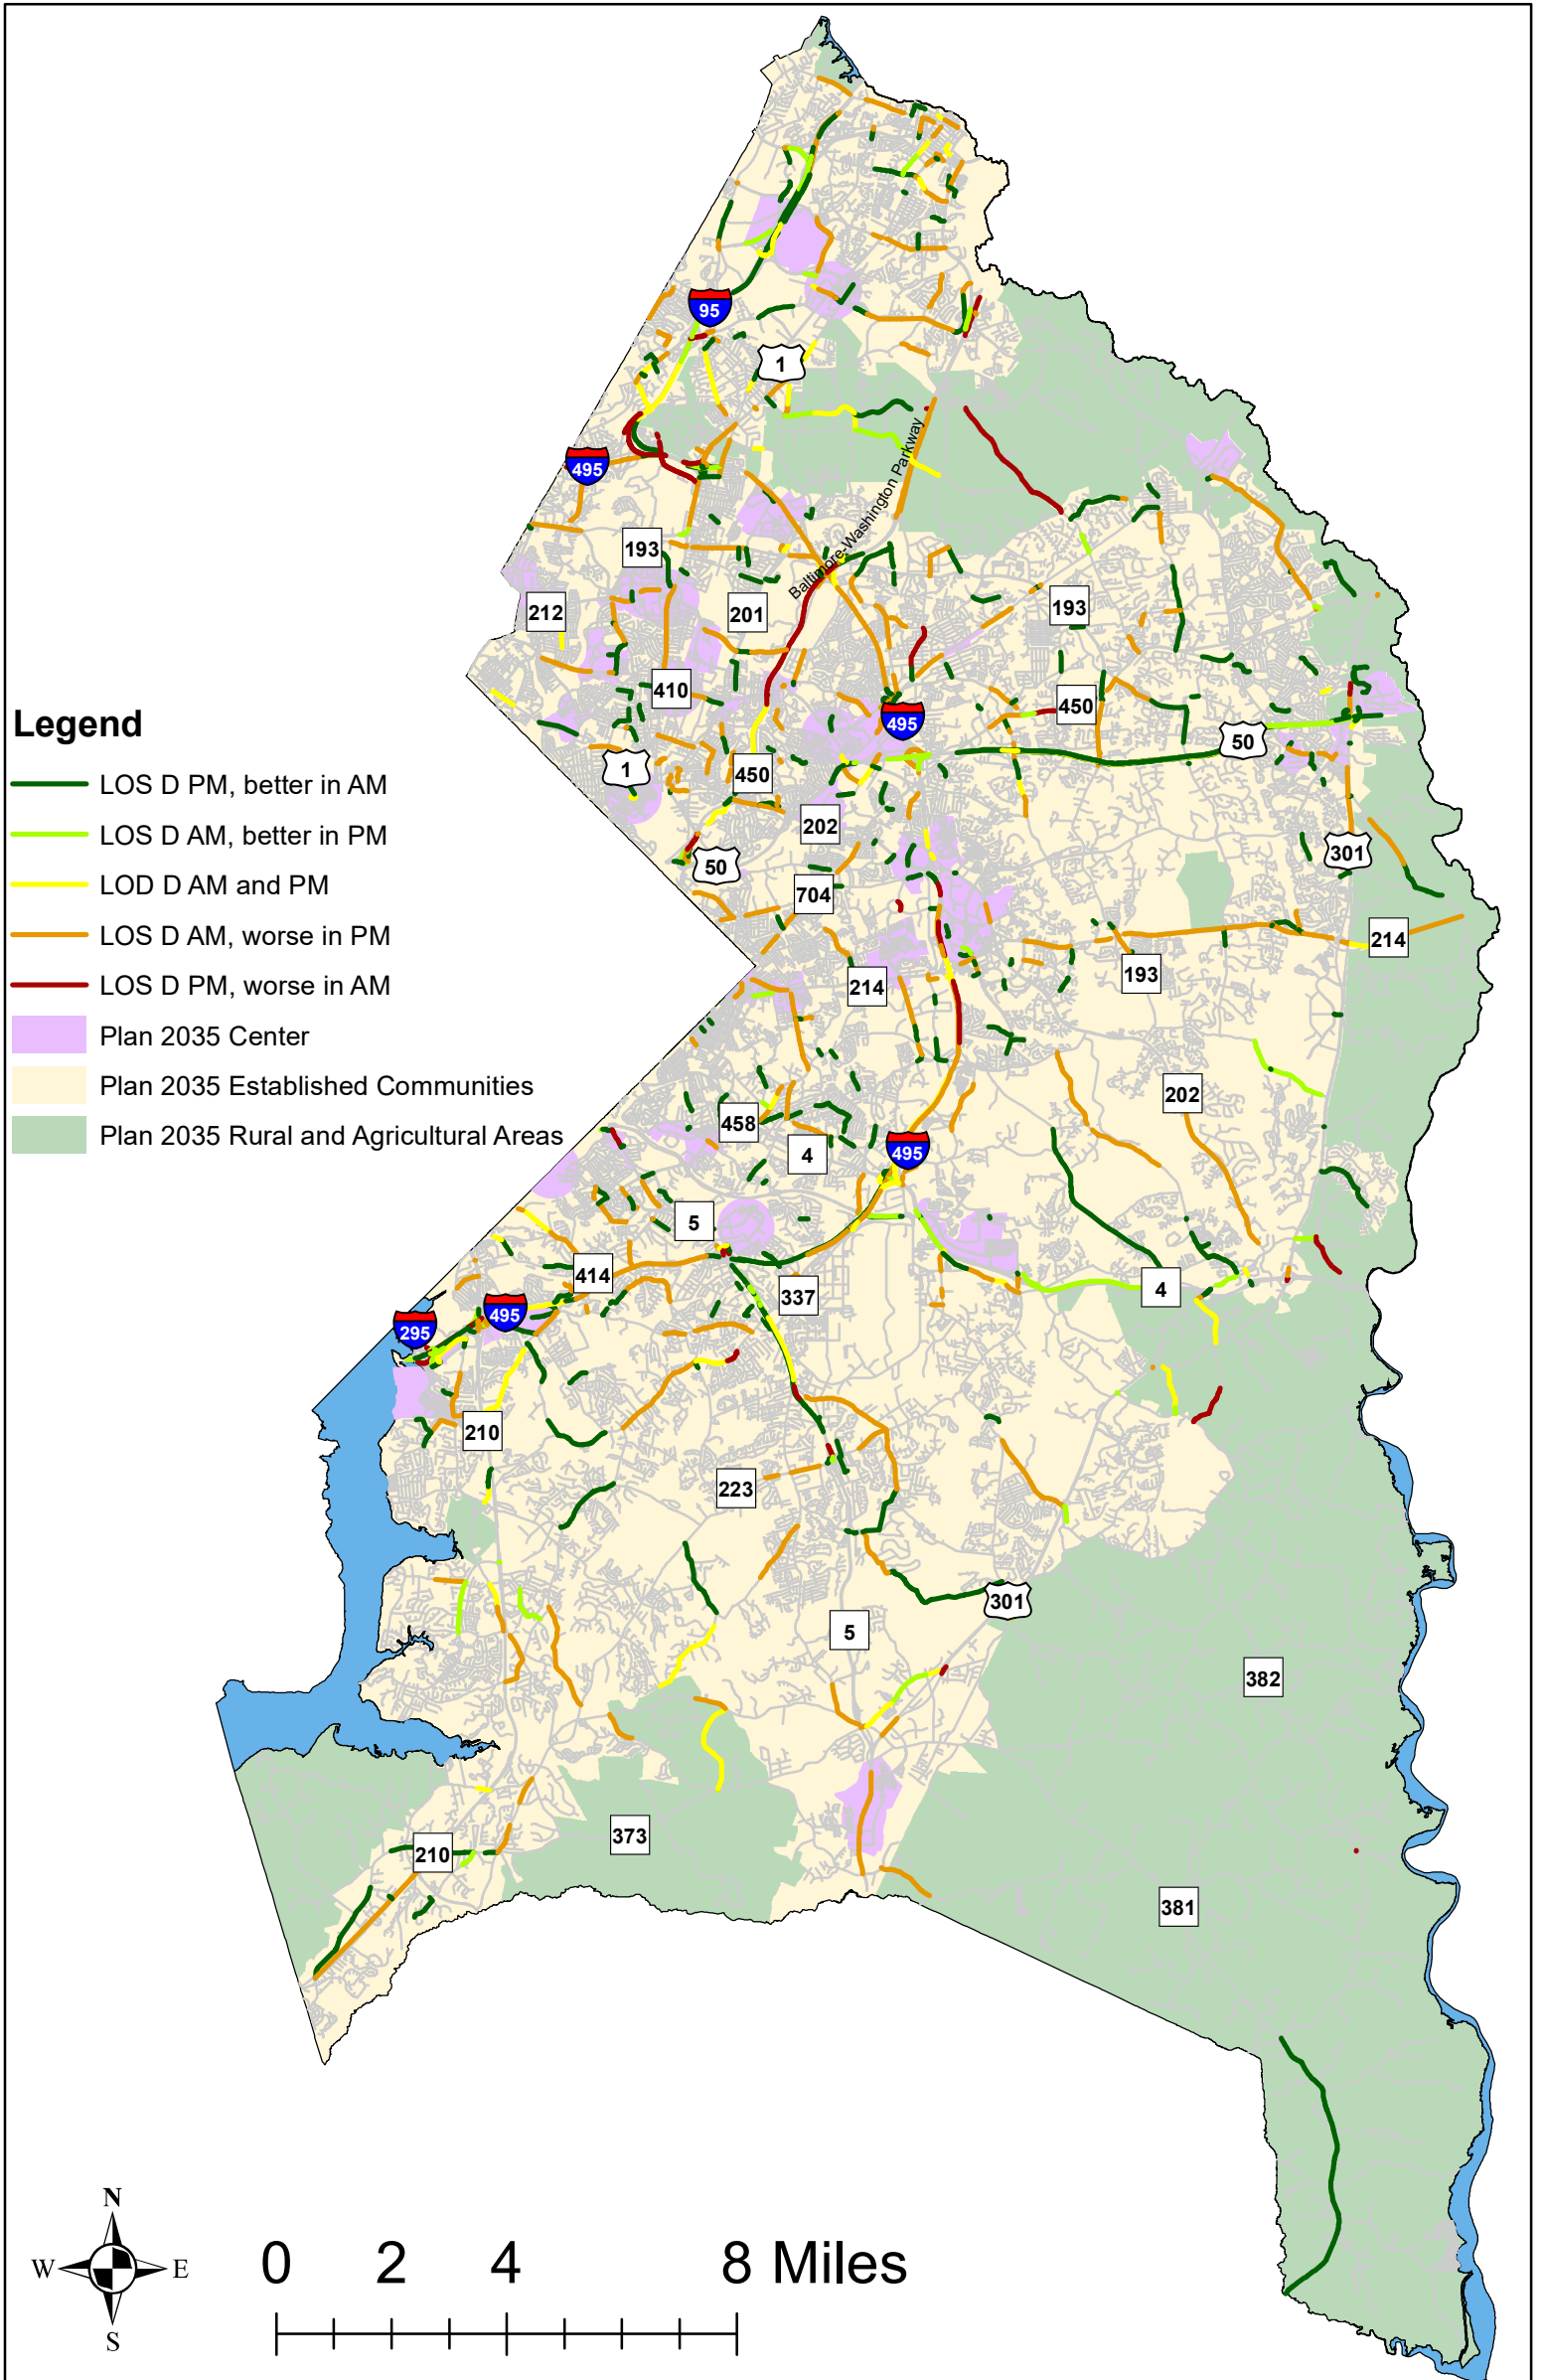 95
1
495
Baltimore-Washington Parkway
193
212
201
193
410
450
495
50
1
450
202
50
301
704
214
193
214
202
458
4
495
5
414
337
4
495
295
210
223
301
5
382
373
210
381
Legend
LOS D PM, better in AM
LOS D AM, better in PM
LOD D AM and PM
LOS D AM, worse in PM
LOS D PM, worse in AM
Plan 2035 Center
Plan 2035 Established Communities
Plan 2035 Rural and Agricultural Areas
N
W E
S
0 2 4 8 Miles